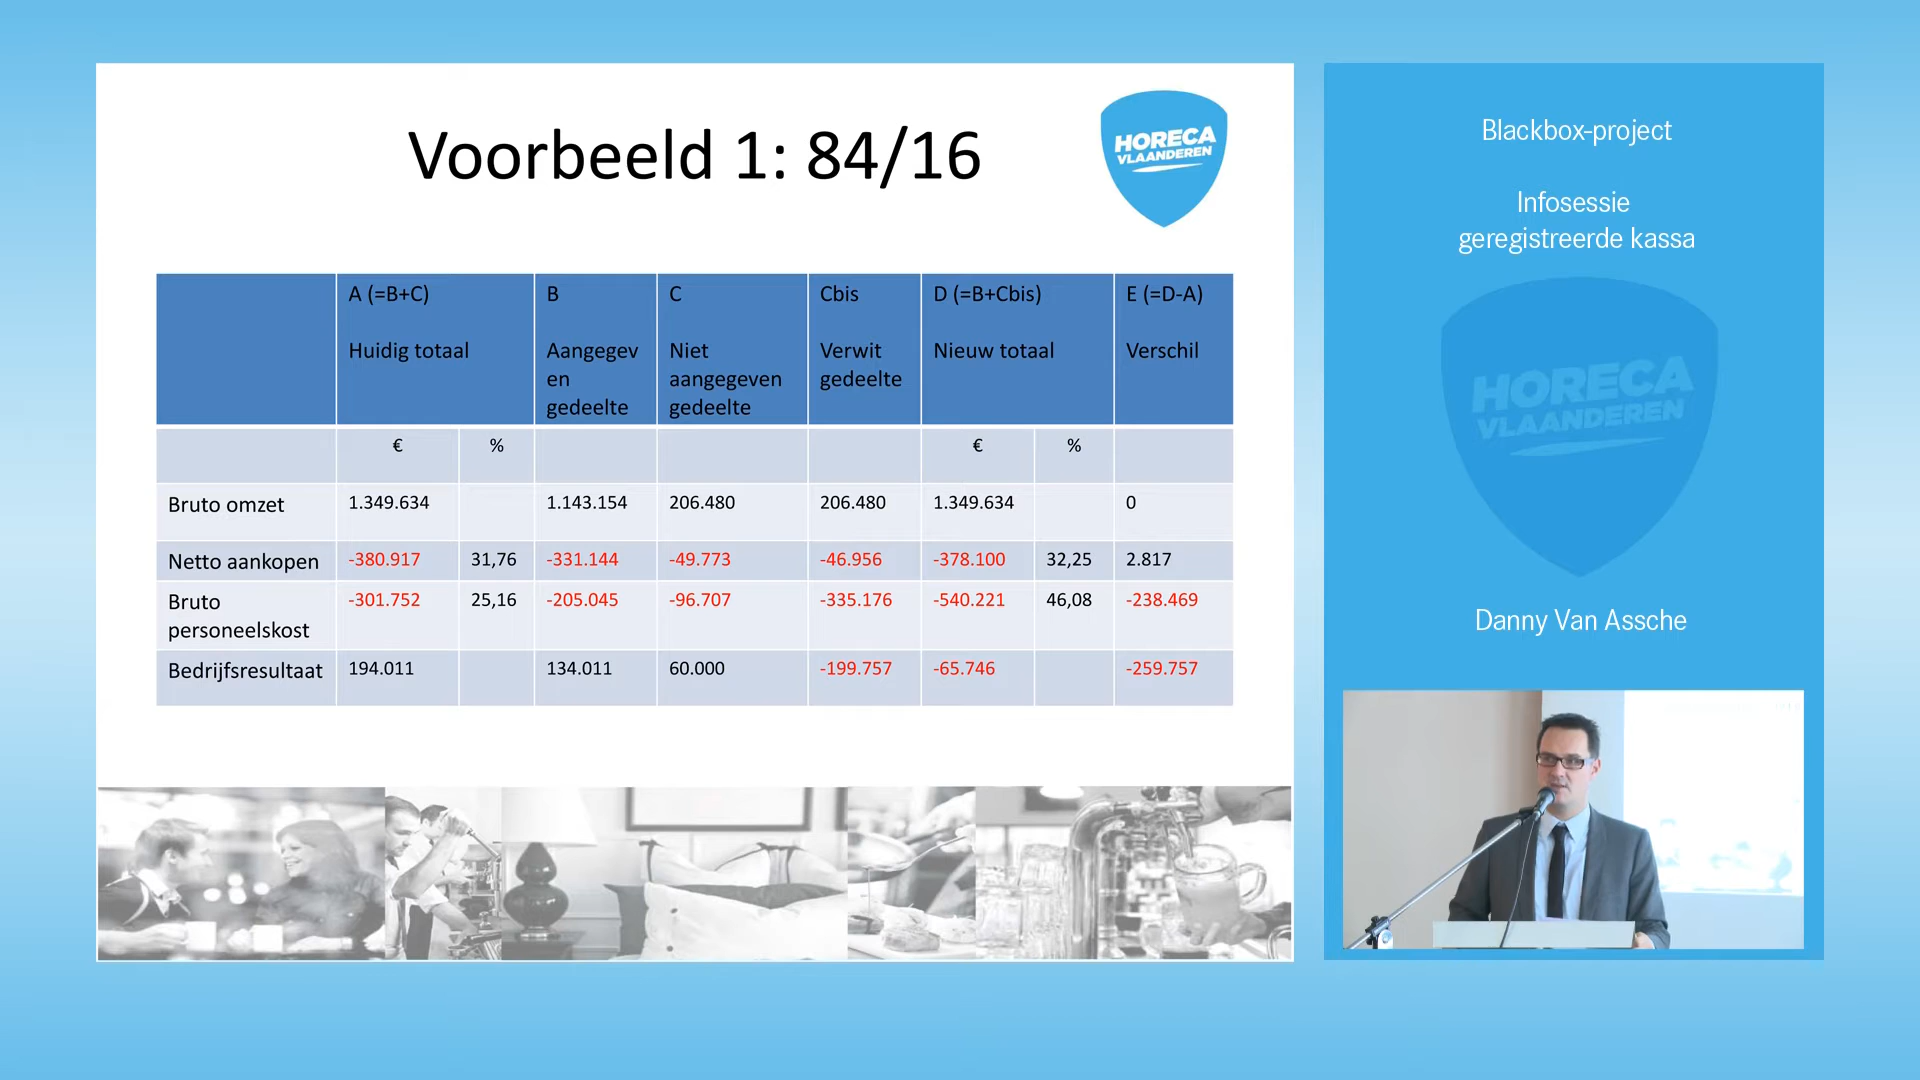 Voorbeeld 1: 84/16
HORECA
VLAANDEREN
A (=B+C) B C Cbis D (=B+Cbis) E (=D-A)
Huidig totaal Aangegev Niet Verwit Nieuw totaal Verschil
en aangegeven gedeelte
gedeelte gedeelte
€ % € %
Bruto omzet 1.349.634 1.143.154 206.480 206.480 1.349.634 0
Netto aankopen -380.917 31,76 -331.144 -49.773 -46.956 -378.100 32,25 2.817
Bruto -301.752 25,16 -205.045 -96.707 -335.176 -540.221 46,08 -238.469
personeelskost
Bedrijfsresultaat 194.011 134.011 60.000 -199.757 -65.746 -259.757
Blackbox-project
Infosessie
geregistreerde kassa
HORECA
VLAANDEREN
Danny Van Assche